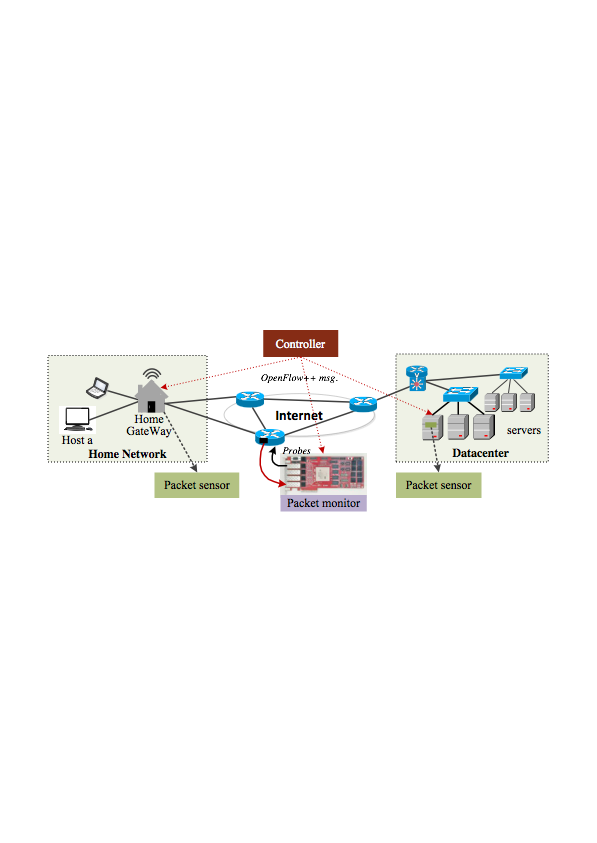 Controller
OpenFlow++ msg.
Internet
Home
GateWay
Host a
Home Network
servers
Datacenter
Probes
Packet sensor
Packet monitor
Packet sensor